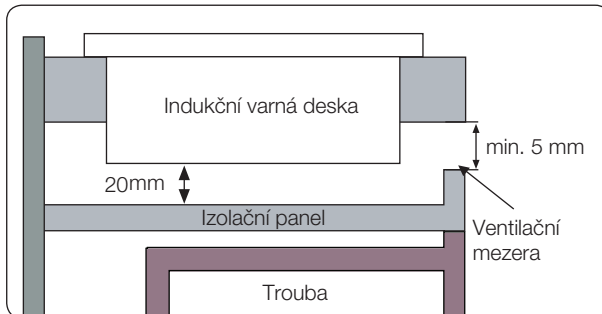 Indukční varná deska
min. 5 mm
20mm
Izolační panel
Ventilační
mezera
Trouba